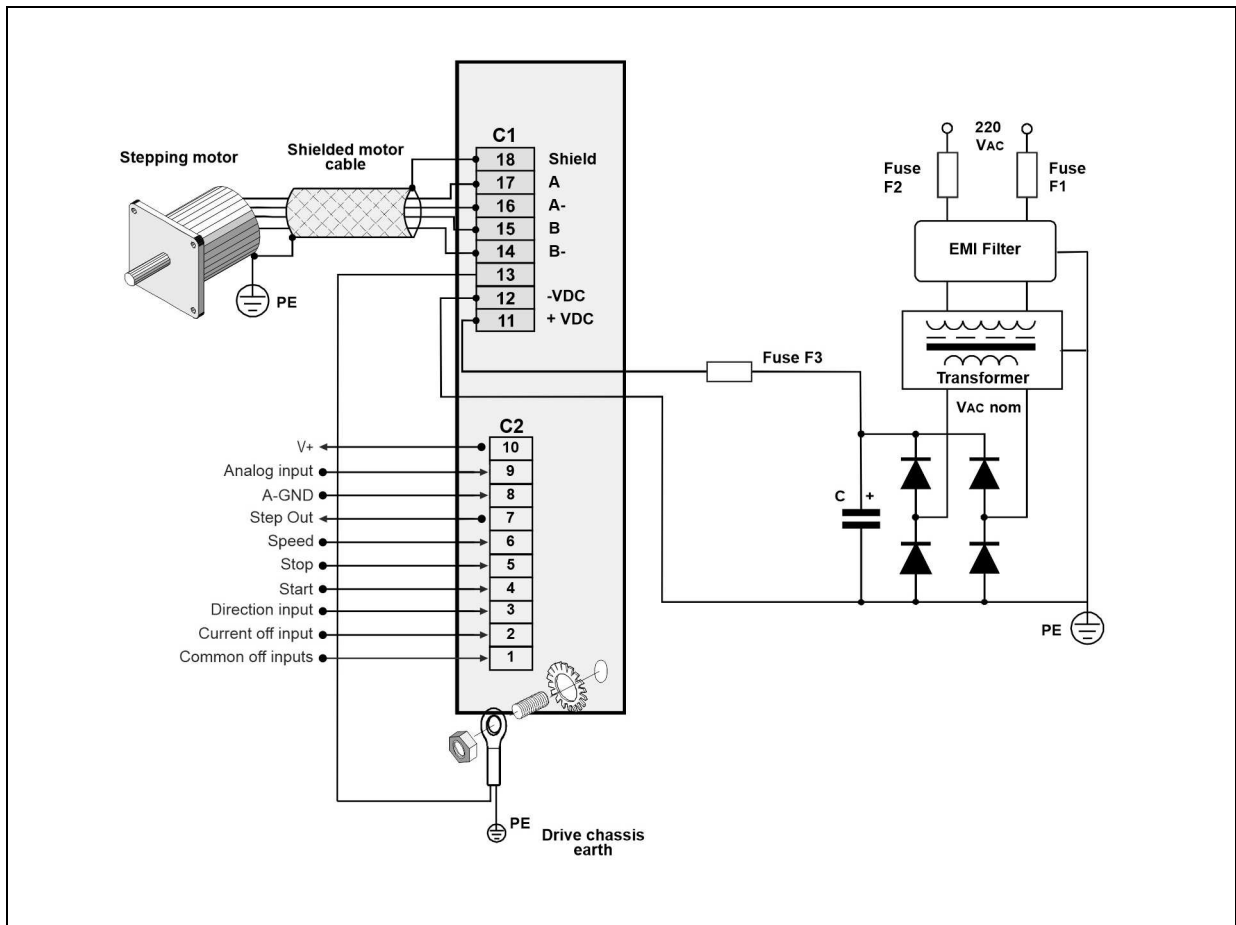 Stepping motor
Shielded motor
cable
C1
18 Shield
17 A
16 A-
15 B
14 B-
13
12 -VDC
11 + VDC
PE
220
VAC
Fuse
F2
Fuse
F1
EMI Filter
Transformer
VAC nom
Fuse F3
C +
PE
C2
V+ 10
Analog input 9
A-GND 8
Step Out 7
Speed 6
Stop 5
Start 4
Direction input 3
Current off input 2
Common off inputs 1
PE
Drive chassis
earth